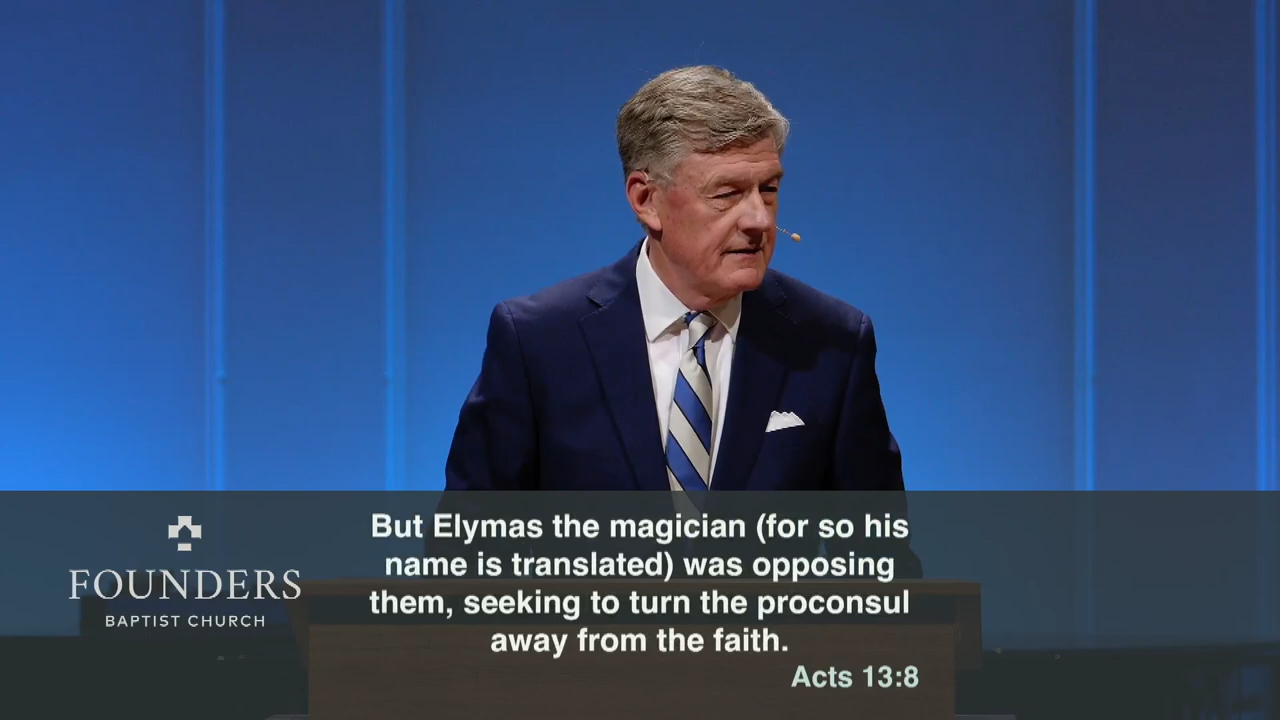 But Elymas the magician (for so his
name is translated) was opposing
them, seeking to turn the proconsul
away from the faith.
Acts 13:8
FOUNDERS
BAPTIST CHURCH